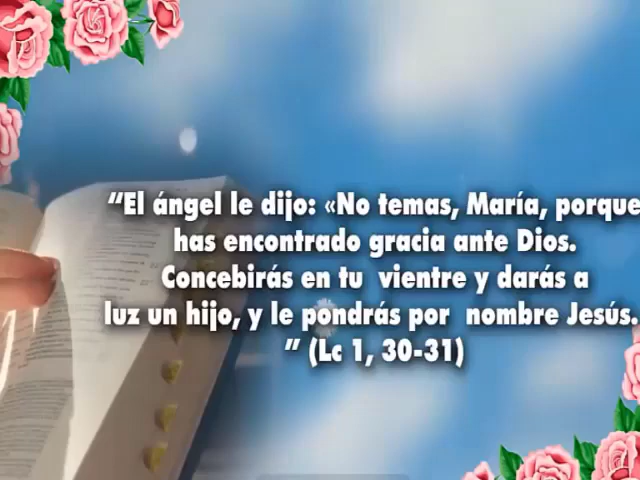 “El ángel le dijo: «No temas, María, porque
has encontrado gracia ante Dios.
Concebirás en tu vientre y darás a
luz un hijo, y le pondrás por nombre Jesús.
” (Lc 1, 30-31)